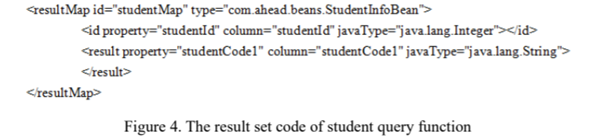 <resultMap id="studentMap" type="com.ahead.beans.StudentInfoBean">
<id property="studentId" column="studentId" javaType="java.lang.Integer"></id>
<result property="studentCode1" column="studentCode1" javaType="java.lang.String">
</result>
</resultMap>
Figure 4. The result set code of student query function